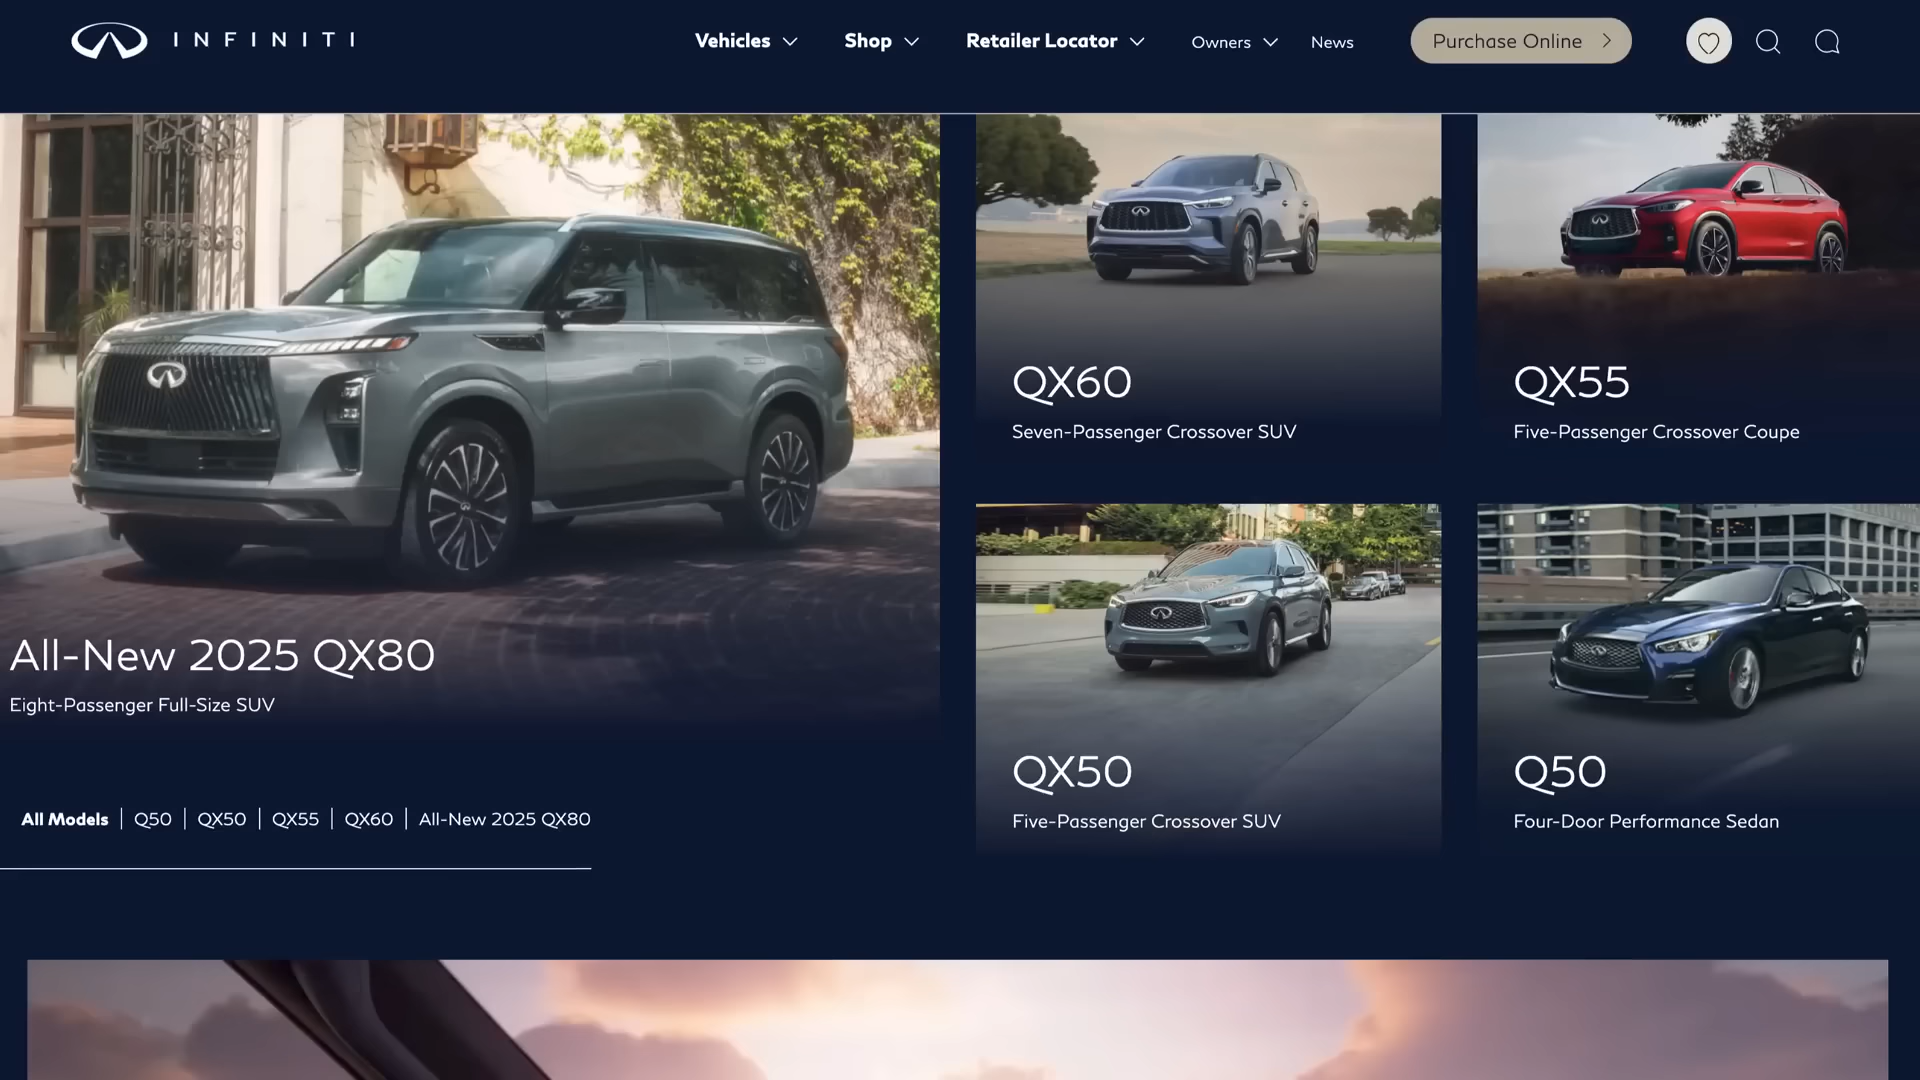 INFINITI
Vehicles
Shop
Retailer Locator
Owners
News
Purchase Online
QX60
Seven-Passenger Crossover SUV
QX55
Five-Passenger Crossover Coupe
All-New 2025 QX80
Eight-Passenger Full-Size SUV
QX50
Five-Passenger Crossover SUV
Q50
Four-Door Performance Sedan
All Models | Q50 | QX50 | QX55 | QX60 | All-New 2025 QX80